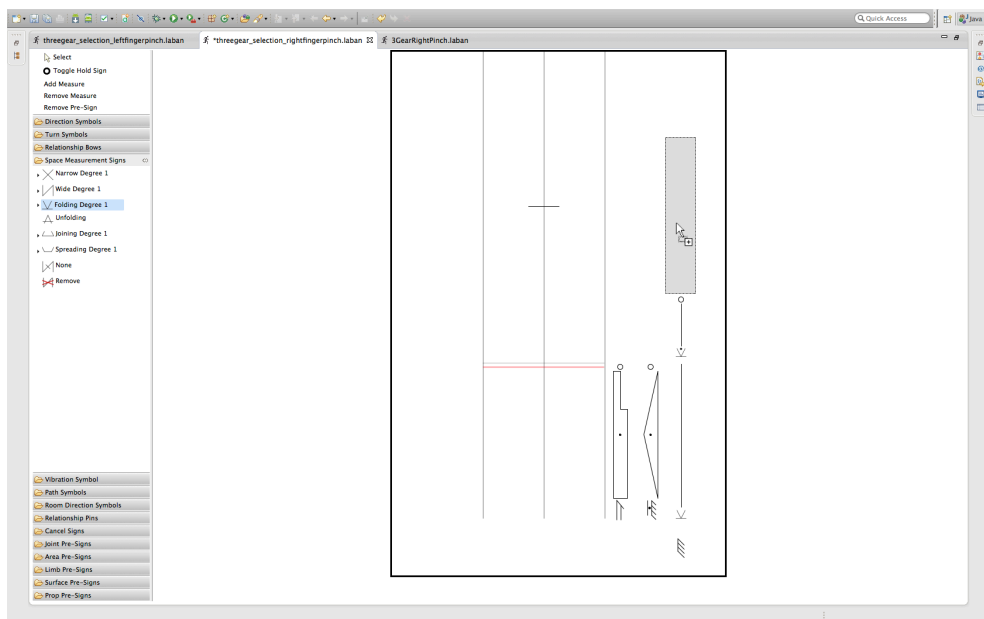 Quick Access
Java
threegear_selection_leftfingerpinch.laban
*threegear_selection_rightfingerpinch.laban
3GearRightPinch.laban
Select
Toggle Hold Sign
Add Measure
Remove Measure
Remove Pre-Sign
Direction Symbols
Turn Symbols
Relationship Bows
Space Measurement Signs
Narrow Degree 1
Wide Degree 1
Folding Degree 1
Unfolding
Joining Degree 1
Spreading Degree 1
None
Remove
Vibration Symbol
Path Symbols
Room Direction Symbols
Relationship Pins
Cancel Signs
Joint Pre-Signs
Area Pre-Signs
Limb Pre-Signs
Surface Pre-Signs
Prop Pre-Signs